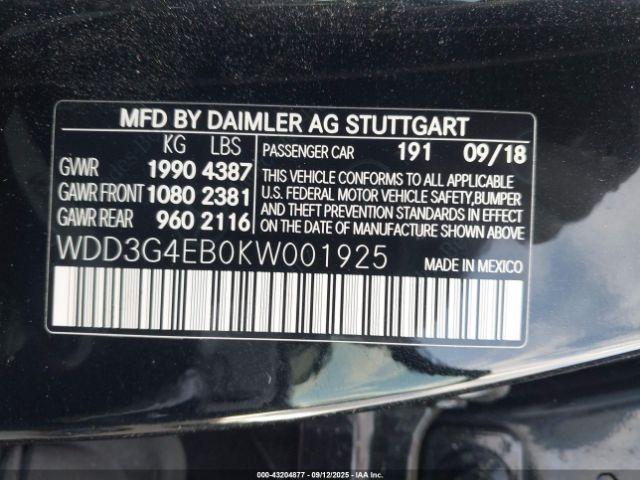 MFD BY DAIMLER AG STUTTGART
KG LBS
GVWR 1990 4387
GAWR FRONT 1080 2381
GAWR REAR 960 2116
PASSENGER CAR 191 09/18
THIS VEHICLE CONFORMS TO ALL APPLICABLE
U.S. FEDERAL MOTOR VEHICLE SAFETY,BUMPER
AND THEFT PREVENTION STANDARDS IN EFFECT
ON THE DATE OF MANUFACTURE SHOWN ABOVE.
WDD3G4EB0KW001925
MADE IN MEXICO
000-43204877 - 09/12/2025 - IAA Inc.